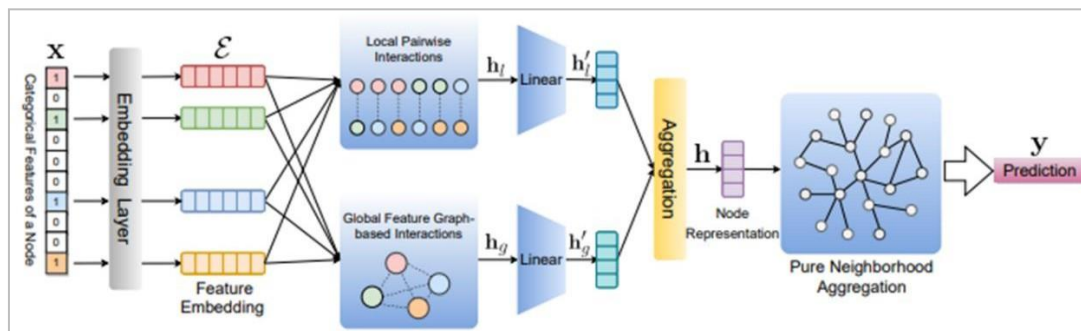 x
Categorical Features of a Node
1
0
1
0
0
0
1
0
0
1
Embedding Layer
ℰ
Feature
Embedding
Local Pairwise
Interactions
Global Feature Graph-
based Interactions
h_l
Linear
h'_l
h_g
Linear
h'_g
Aggregation
h
Node
Representation
Pure Neighborhood
Aggregation
y
Prediction